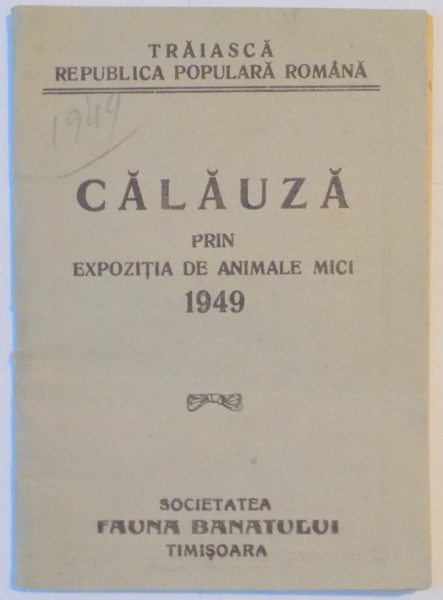 TRĂIASCĂ
REPUBLICA POPULARĂ ROMÂNĂ
1949
CĂLĂUZĂ
PRIN
EXPOZIȚIA DE ANIMALE MICI
1949
SOCIETATEA
FAUNA BANATULUI
TIMIȘOARA